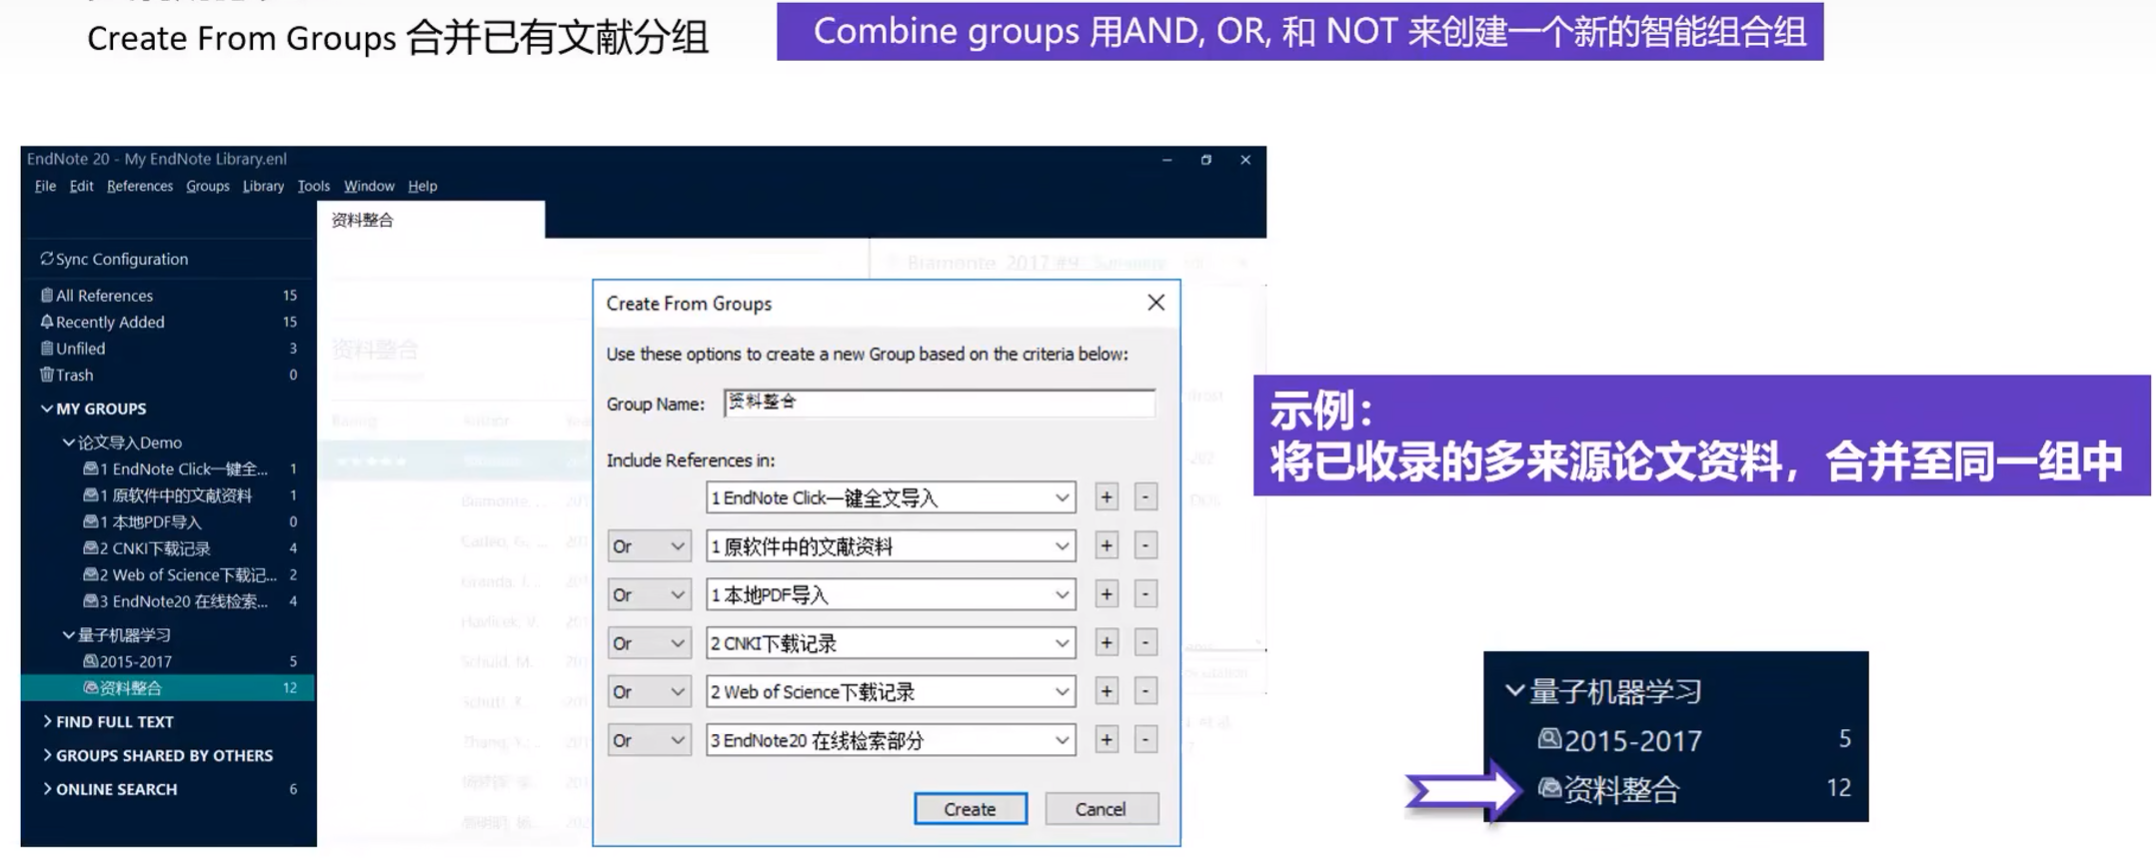 Create From Groups 合并已有文献分组
Combine groups 用AND, OR, 和 NOT 来创建一个新的智能组合组
EndNote 20 - My EndNote Library.enl
File Edit References Groups Library Tools Window Help
资料整合
Sync Configuration
All References 15
Recently Added 15
Unfiled 3
Trash 0
MY GROUPS
论文导入Demo
1 EndNote Click一键全... 1
1 原软件中的文献资料 1
1 本地PDF导入 0
2 CNKI下载记录 4
2 Web of Science下载记... 2
3 EndNote20 在线检索... 4
量子机器学习
2015-2017 5
资料整合 12
FIND FULL TEXT
GROUPS SHARED BY OTHERS
ONLINE SEARCH 6
Biamonte, 2017 #9 Summary
资料整合
Rating Author Year
Biamonte, ...
Schuld, M. ...
Create From Groups
Use these options to create a new Group based on the criteria below:
Group Name: 资料整合
Include References in:
1 EndNote Click一键全文导入 + -
Or 1 原软件中的文献资料 + -
Or 1 本地PDF导入 + -
Or 2 CNKI下载记录 + -
Or 2 Web of Science下载记录 + -
Or 3 EndNote20 在线检索部分 + -
Create Cancel
示例：
将已收录的多来源论文资料，合并至同一组中
量子机器学习
2015-2017 5
资料整合 12